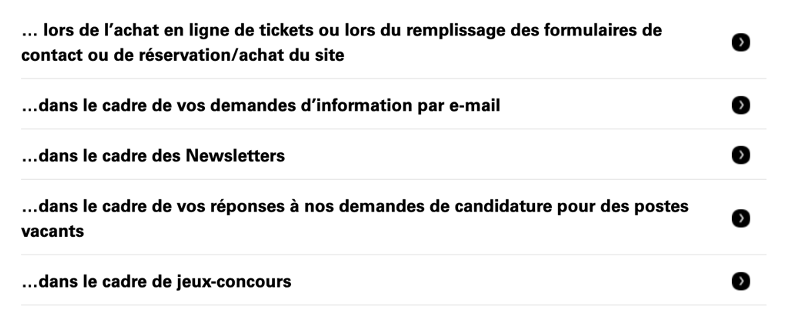 … lors de l’achat en ligne de tickets ou lors du remplissage des formulaires de
contact ou de réservation/achat du site
…dans le cadre de vos demandes d’information par e-mail
…dans le cadre des Newsletters
…dans le cadre de vos réponses à nos demandes de candidature pour des postes
vacants
…dans le cadre de jeux-concours